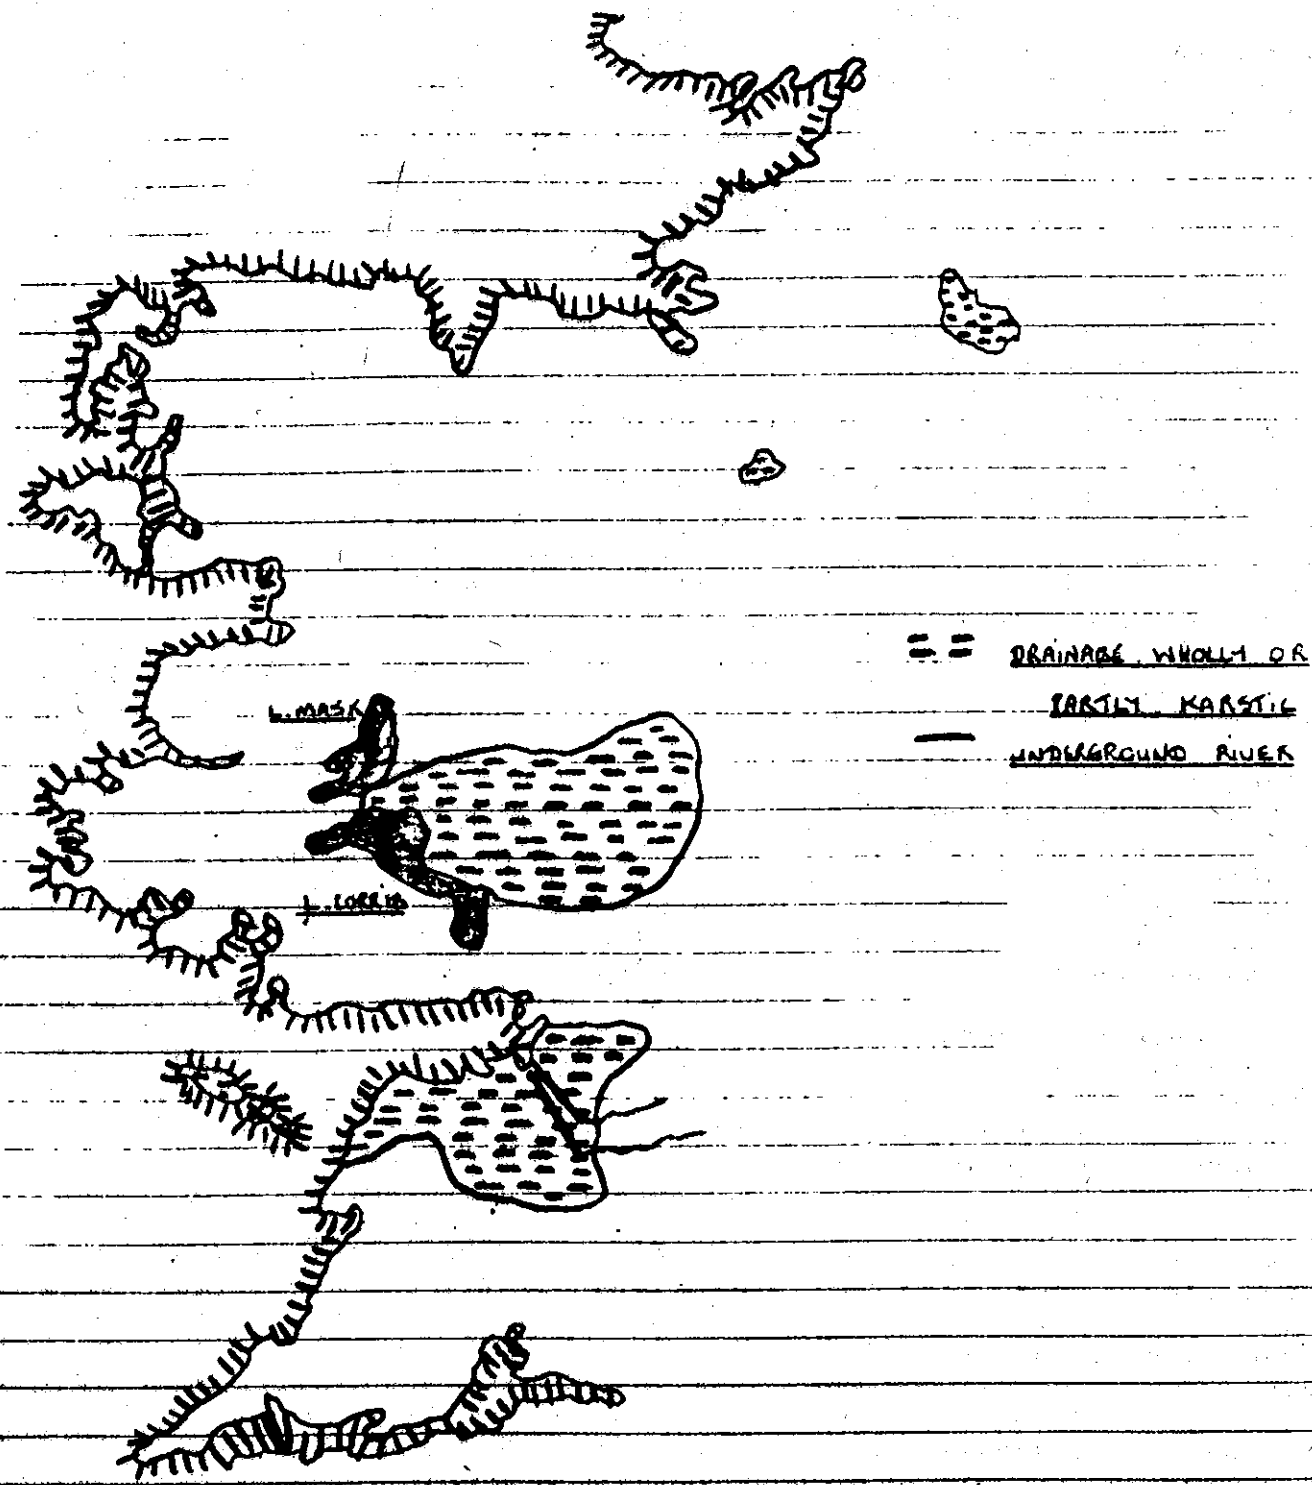 DRAINAGE WHOLLY OR
PARTLY KARSTIC
L. MASK
UNDERGROUND RIVER
L. CORRIB